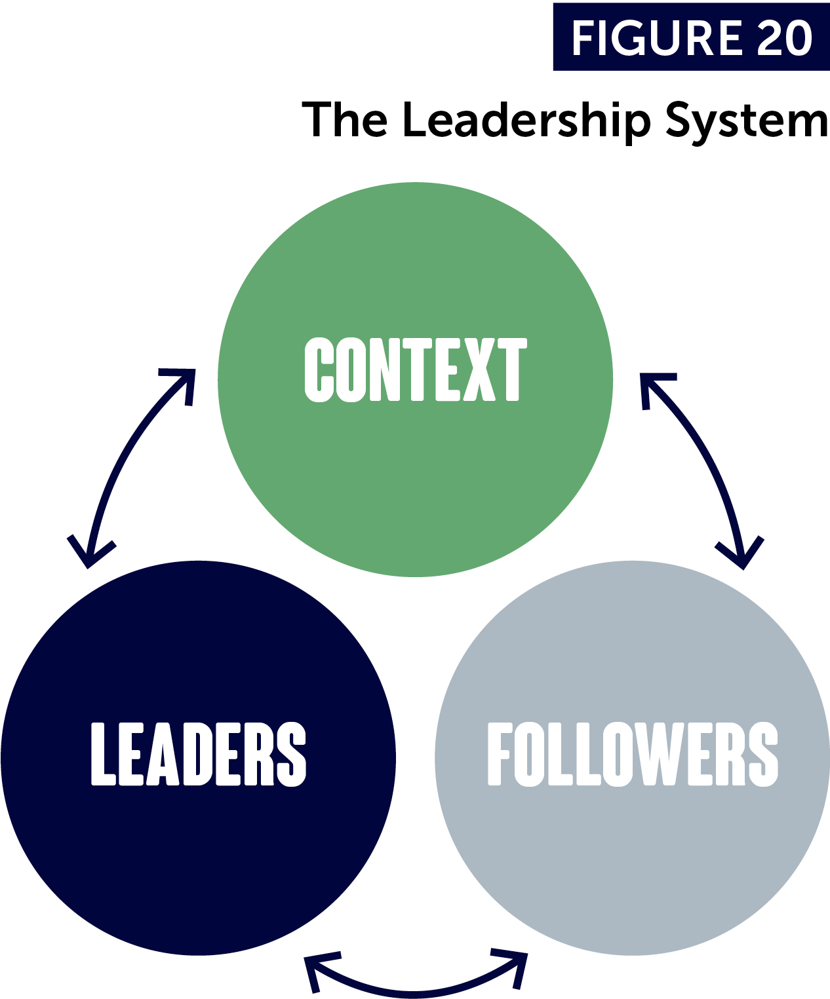 FIGURE 20
The Leadership System
CONTEXT
LEADERS
FOLLOWERS